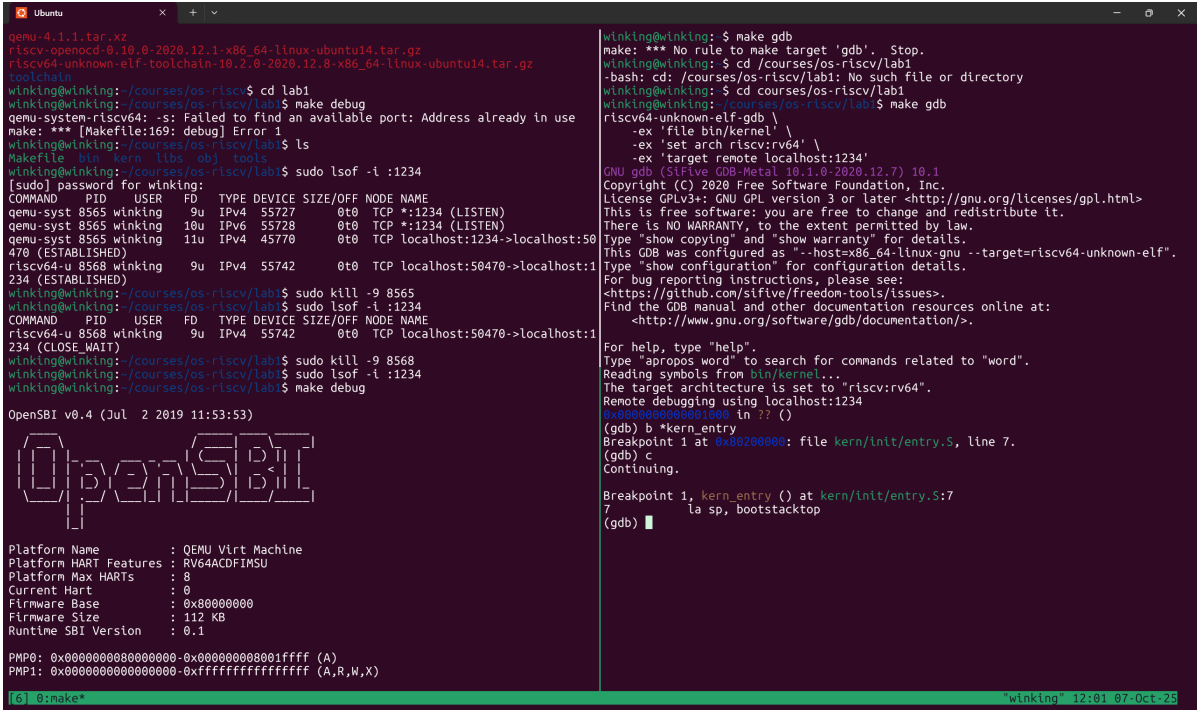 Ubuntu
qemu-4.1.1.tar.xz
riscv-openocd-0.10.0-2020.12.1-x86_64-linux-ubuntu14.tar.gz
riscv64-unknown-elf-toolchain-10.2.0-2020.12.8-x86_64-linux-ubuntu14.tar.gz
toolchain
winking@winking:~/courses/os-riscv$ cd lab1
winking@winking:~/courses/os-riscv/lab1$ make debug
qemu-system-riscv64: -s: Failed to find an available port: Address already in use
make: *** [Makefile:169: debug] Error 1
winking@winking:~/courses/os-riscv/lab1$ ls
Makefile  bin  kern  libs  obj  tools
winking@winking:~/courses/os-riscv/lab1$ sudo lsof -i :1234
[sudo] password for winking:
COMMAND    PID    USER   FD   TYPE DEVICE SIZE/OFF NODE NAME
qemu-syst 8565 winking    9u  IPv4  55727      0t0  TCP *:1234 (LISTEN)
qemu-syst 8565 winking   10u  IPv6  55728      0t0  TCP *:1234 (LISTEN)
qemu-syst 8565 winking   11u  IPv4  45770      0t0  TCP localhost:1234->localhost:50
470 (ESTABLISHED)
riscv64-u 8568 winking    9u  IPv4  55742      0t0  TCP localhost:50470->localhost:1
234 (ESTABLISHED)
winking@winking:~/courses/os-riscv/lab1$ sudo kill -9 8565
winking@winking:~/courses/os-riscv/lab1$ sudo lsof -i :1234
COMMAND    PID    USER   FD   TYPE DEVICE SIZE/OFF NODE NAME
riscv64-u 8568 winking    9u  IPv4  55742      0t0  TCP localhost:50470->localhost:1
234 (CLOSE_WAIT)
winking@winking:~/courses/os-riscv/lab1$ sudo kill -9 8568
winking@winking:~/courses/os-riscv/lab1$ sudo lsof -i :1234
winking@winking:~/courses/os-riscv/lab1$ make debug
OpenSBI v0.4 (Jul  2 2019 11:53:53)
OpenSBI
Platform Name          : QEMU Virt Machine
Platform HART Features : RV64ACDFIMSU
Platform Max HARTs     : 8
Current Hart           : 0
Firmware Base          : 0x80000000
Firmware Size          : 112 KB
Runtime SBI Version    : 0.1
PMP0: 0x0000000080000000-0x000000008001ffff (A)
PMP1: 0x0000000000000000-0xffffffffffffffff (A,R,W,X)
winking@winking:~$ make gdb
make: *** No rule to make target 'gdb'.  Stop.
winking@winking:~$ cd /courses/os-riscv/lab1
-bash: cd: /courses/os-riscv/lab1: No such file or directory
winking@winking:~$ cd courses/os-riscv/lab1
winking@winking:~/courses/os-riscv/lab1$ make gdb
riscv64-unknown-elf-gdb \
-ex 'file bin/kernel' \
-ex 'set arch riscv:rv64' \
-ex 'target remote localhost:1234'
GNU gdb (SiFive GDB-Metal 10.1.0-2020.12.7) 10.1
Copyright (C) 2020 Free Software Foundation, Inc.
License GPLv3+: GNU GPL version 3 or later <http://gnu.org/licenses/gpl.html>
This is free software: you are free to change and redistribute it.
There is NO WARRANTY, to the extent permitted by law.
Type "show copying" and "show warranty" for details.
This GDB was configured as "--host=x86_64-linux-gnu --target=riscv64-unknown-elf".
Type "show configuration" for configuration details.
For bug reporting instructions, please see:
<https://github.com/sifive/freedom-tools/issues>.
Find the GDB manual and other documentation resources online at:
<http://www.gnu.org/software/gdb/documentation/>.
For help, type "help".
Type "apropos word" to search for commands related to "word".
Reading symbols from bin/kernel...
The target architecture is set to "riscv:rv64".
Remote debugging using localhost:1234
0x0000000000001000 in ?? ()
(gdb) b *kern_entry
Breakpoint 1 at 0x80200000: file kern/init/entry.S, line 7.
(gdb) c
Continuing.
Breakpoint 1, kern_entry () at kern/init/entry.S:7
7           la sp, bootstacktop
(gdb)
[6] 0:make*
"winking" 12:01 07-Oct-25